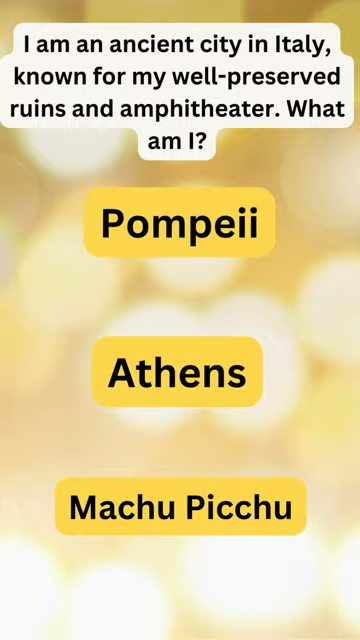 I am an ancient city in Italy,
known for my well-preserved
ruins and amphitheater. What
am I?
Pompeii
Athens
Machu Picchu